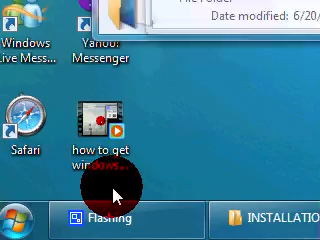 File Folder
Date modified: 6/20/
Windows
Live Mess...
Yahoo!
Messenger
Safari
how to get
windows...
Flashing
INSTALLATIO